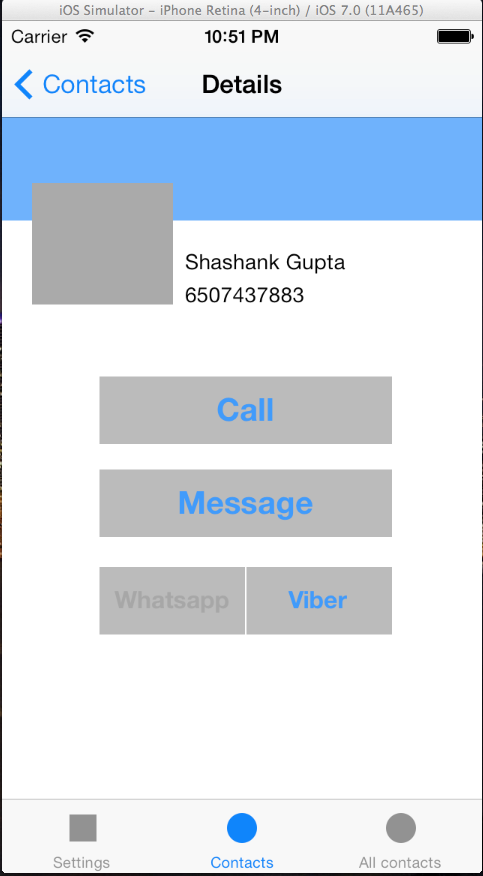 iOS Simulator – iPhone Retina (4-inch) / iOS 7.0 (11A465)
Carrier 10:51 PM
Contacts Details
Shashank Gupta
6507437883
Call
Message
Whatsapp Viber
Settings Contacts All contacts